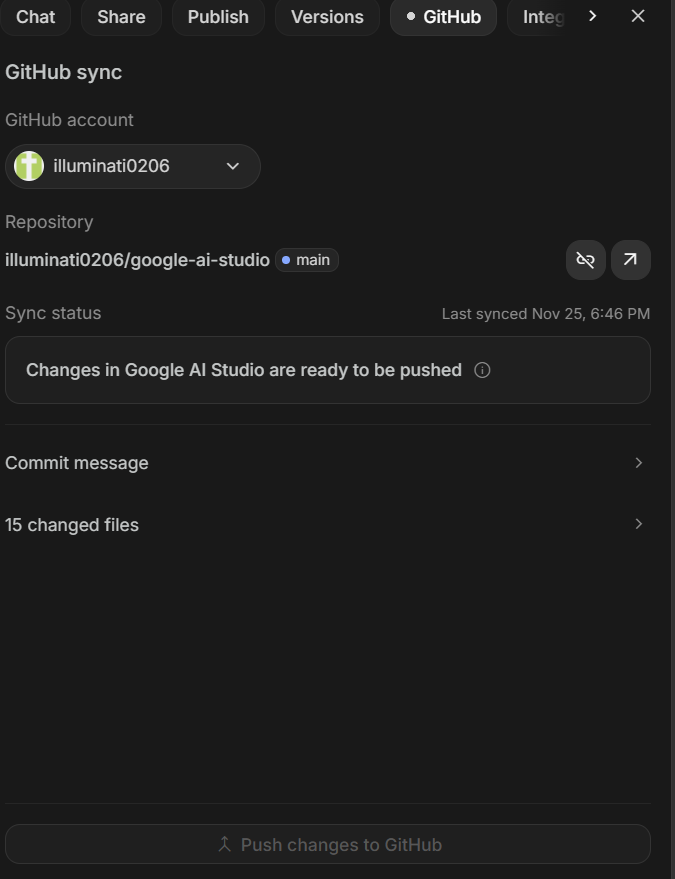 Chat Share Publish Versions GitHub Integ
GitHub sync
GitHub account
illuminati0206
Repository
illuminati0206/google-ai-studio main
Sync status Last synced Nov 25, 6:46 PM
Changes in Google AI Studio are ready to be pushed
Commit message
15 changed files
Push changes to GitHub